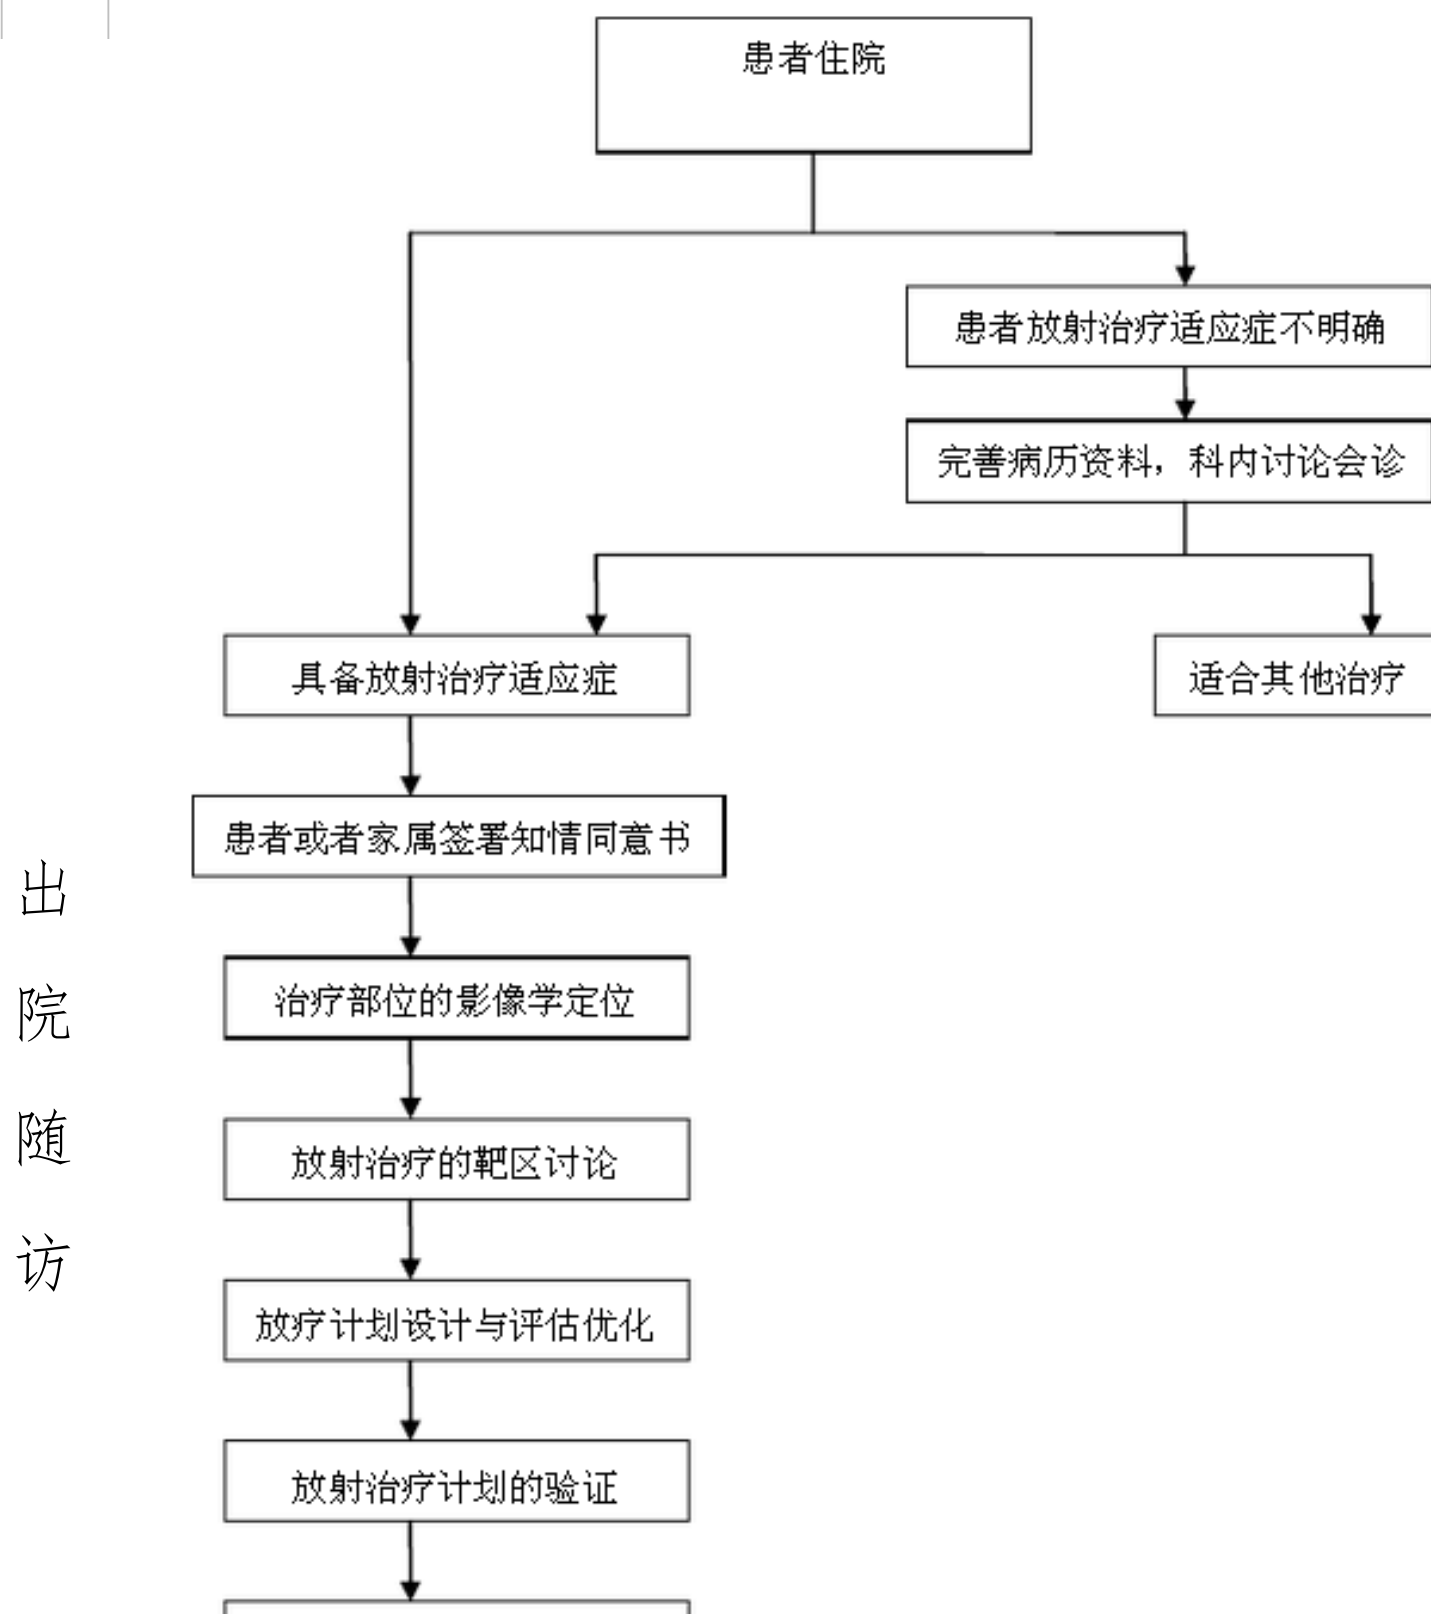 患者住院
患者放射治疗适应症不明确
完善病历资料，科内讨论会诊
具备放射治疗适应症
适合其他治疗
患者或者家属签署知情同意书
治疗部位的影像学定位
放射治疗的靶区讨论
放疗计划设计与评估优化
放射治疗计划的验证
出
院
随
访